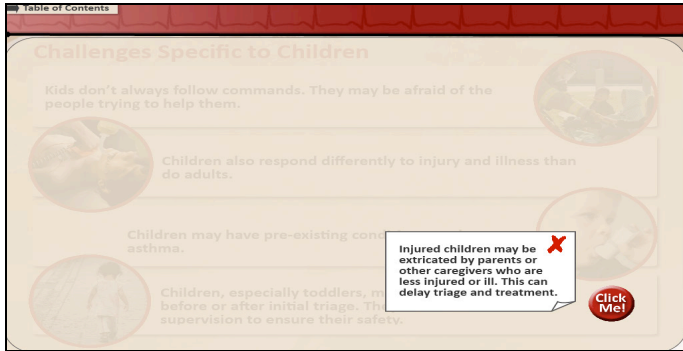 Table of Contents
Challenges Specific to Children
Kids don't always follow commands. They may be afraid of the
people trying to help them.
Children also respond differently to injury and illness than
do adults.
Children may have pre-existing
asthma.
Injured children may be
extricated by parents or
other caregivers who are
less injured or ill. This can
delay triage and treatment.
Click
Me!
Children, especially toddlers,
before or after initial triage.
supervision to ensure their safety.